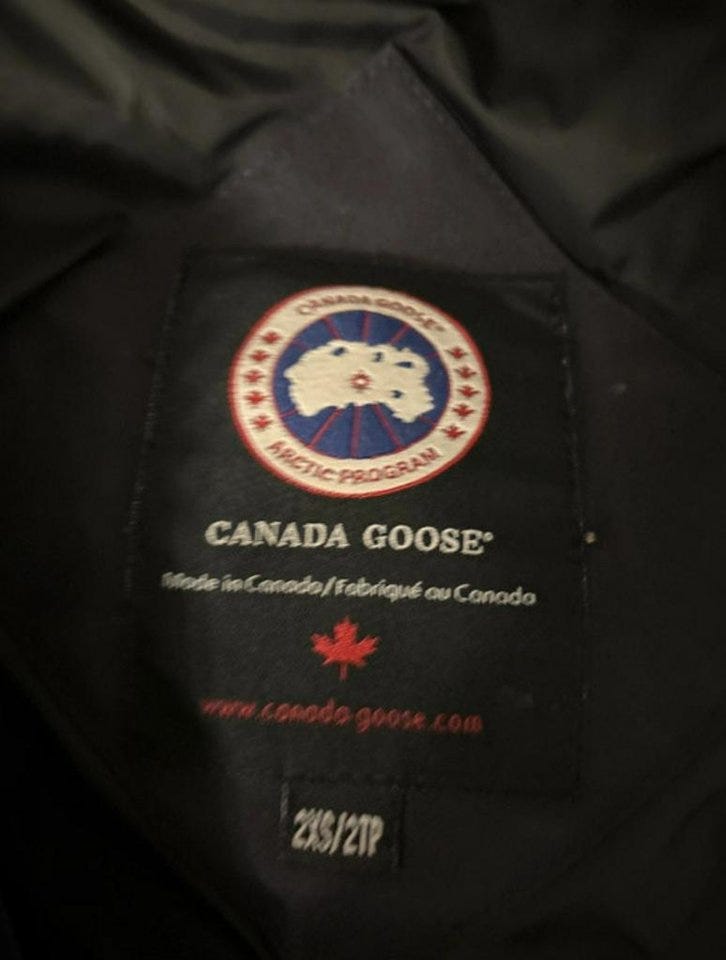 CANADA GOOSE
ARCTIC PROGRAM
CANADA GOOSE®
Made in Canada/Fabriqué au Canada
www.canada-goose.com
2XS/2TP